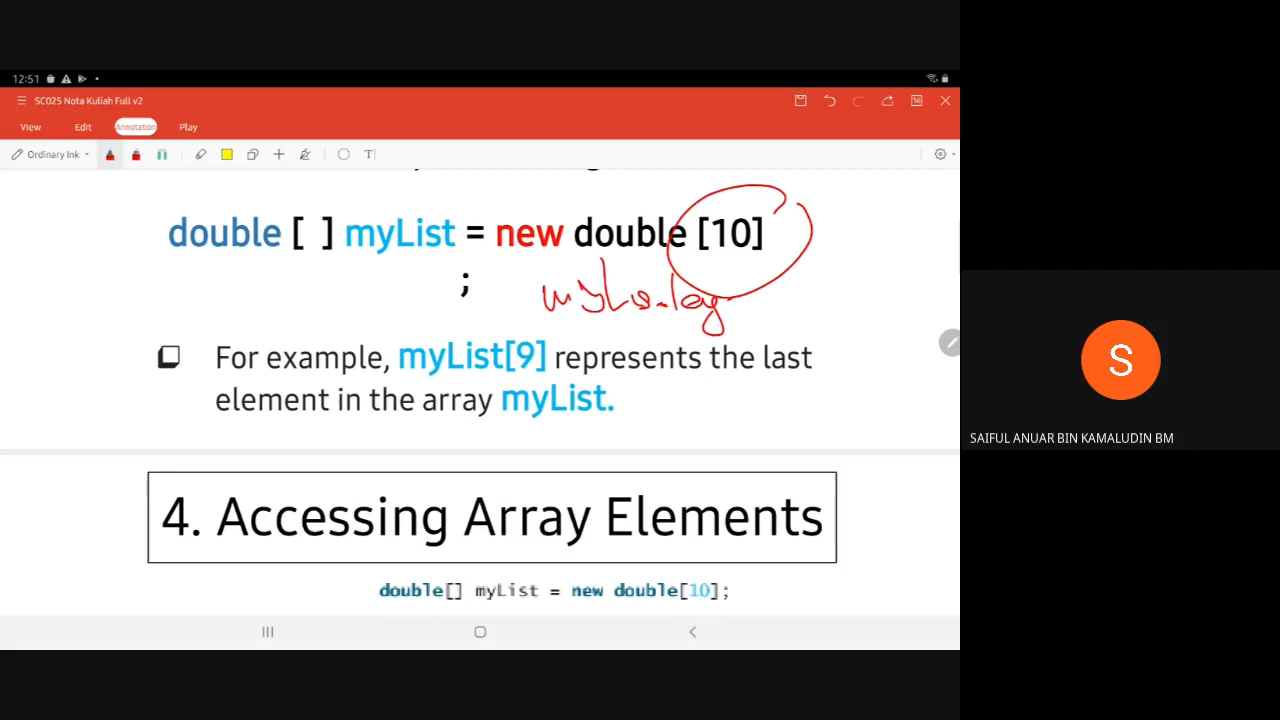 12:51
SC025 Nota Kuliah Full v2
16
View Edit Annotation Play
Ordinary Ink T
double [ ] myList = new double [10]
;
For example, myList[9] represents the last
element in the array myList.
4. Accessing Array Elements
double[] myList = new double[10];
S
SAIFUL ANUAR BIN KAMALUDIN BM